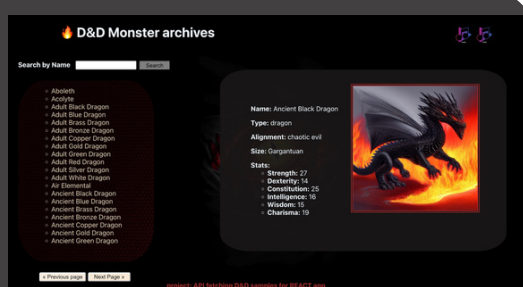 🔥 D&D Monster archives
Search by Name
Search
Aboleth
Acolyte
Adult Black Dragon
Adult Blue Dragon
Adult Brass Dragon
Adult Bronze Dragon
Adult Copper Dragon
Adult Gold Dragon
Adult Green Dragon
Adult Red Dragon
Adult Silver Dragon
Adult White Dragon
Air Elemental
Ancient Black Dragon
Ancient Blue Dragon
Ancient Brass Dragon
Ancient Bronze Dragon
Ancient Copper Dragon
Ancient Gold Dragon
Ancient Green Dragon
« Previous page
Next Page »
Name: Ancient Black Dragon
Type: dragon
Alignment: chaotic evil
Size: Gargantuan
Stats:
Strength: 27
Dexterity: 14
Constitution: 25
Intelligence: 16
Wisdom: 15
Charisma: 19
project: API fetching D&D samples for REACT app